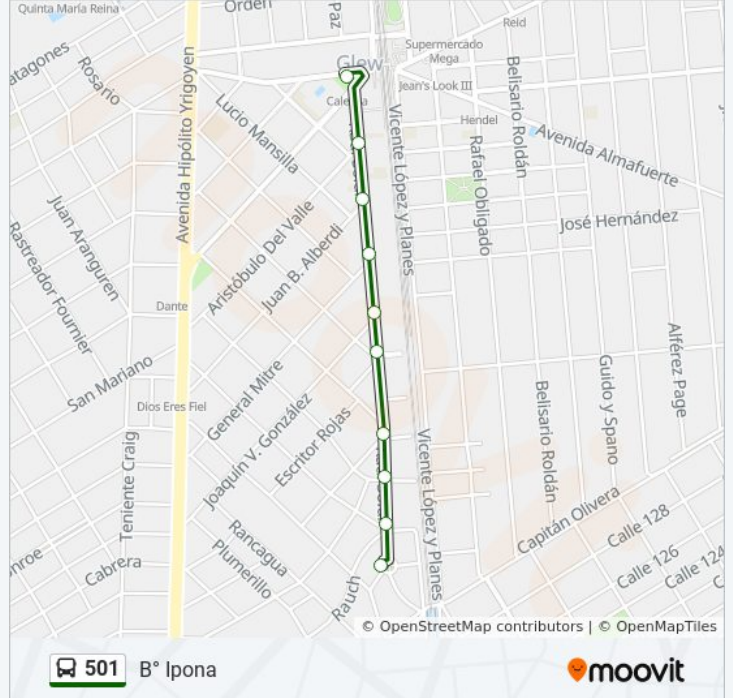 Quinta María Reina
Orden
Paz
Reid
Supermercado
Mega
Glew
atagones
Rosario
Jean's Look III
Lucio Mansilla
Hendel
Avenida Hipólito Yrigoyen
Vicente López y Planes
Belisario Roldán
Rafael Obligado
Avenida Almafuerte
José Hernández
Juan Aranguren
Aristóbulo Del Valle
Juan B. Alberdi
Rastreador Fournier
Dante
San Mariano
Alférez Page
Guido y Spano
Dios Eres Fiel
General Mitre
Joaquín V. González
Escritor Rojas
Belisario Roldán
Teniente Craig
Vicente López y Planes
Capitán Olivera
Calle 128
Rancagua
Plumerillo
nroe
Cabrera
Calle 126
Calle 124
C
Rauch
© OpenStreetMap contributors | © OpenMapTiles
501 B° Ipona
moovit